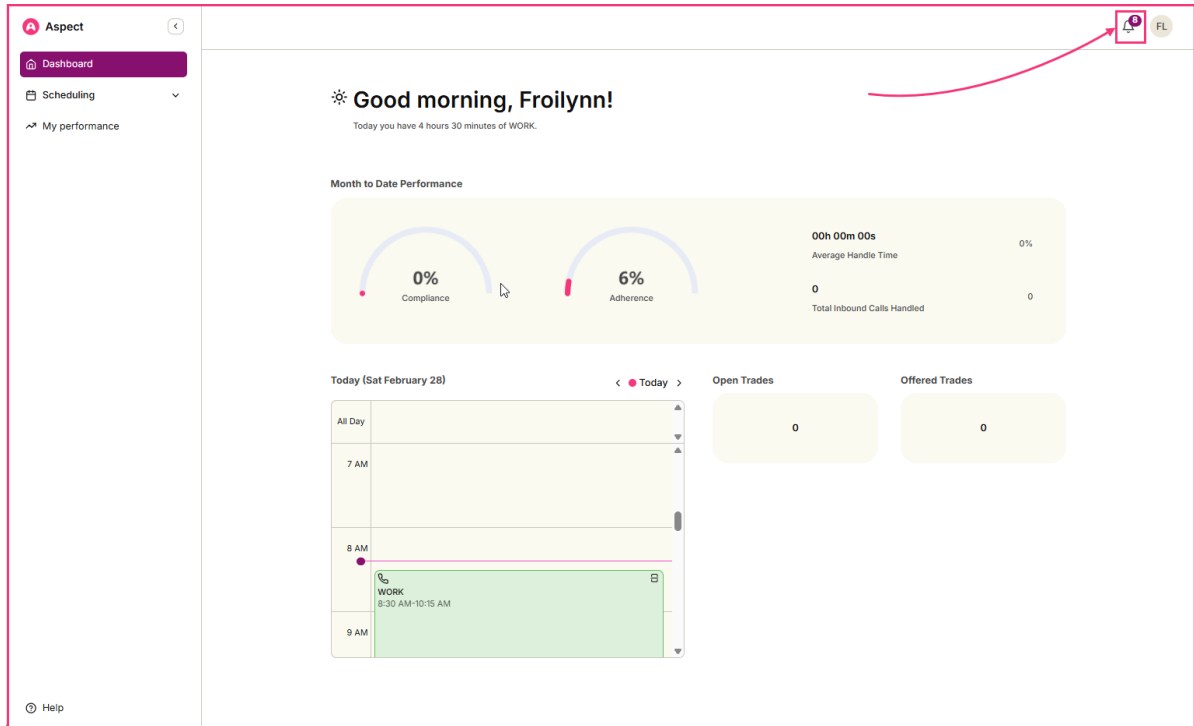 Aspect
8
FL
Dashboard
Scheduling
My performance
Good morning, Froilynn!
Today you have 4 hours 30 minutes of WORK.
Month to Date Performance
0%
Compliance
6%
Adherence
00h 00m 00s
0%
Average Handle Time
0
0
Total Inbound Calls Handled
Today (Sat February 28)
Today
Open Trades
Offered Trades
All Day
0
0
7 AM
8 AM
WORK
8:30 AM-10:15 AM
9 AM
Help